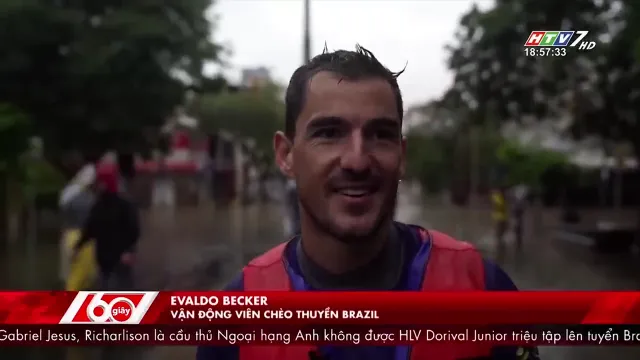 HTV7 HD
18:57:33
EVALDO BECKER
60 giây
VẬN ĐỘNG VIÊN CHÈO THUYỀN BRAZIL
Gabriel Jesus, Richarlison là cầu thủ Ngoại hạng Anh không được HLV Dorival Junior triệu tập lên tuyển Bra